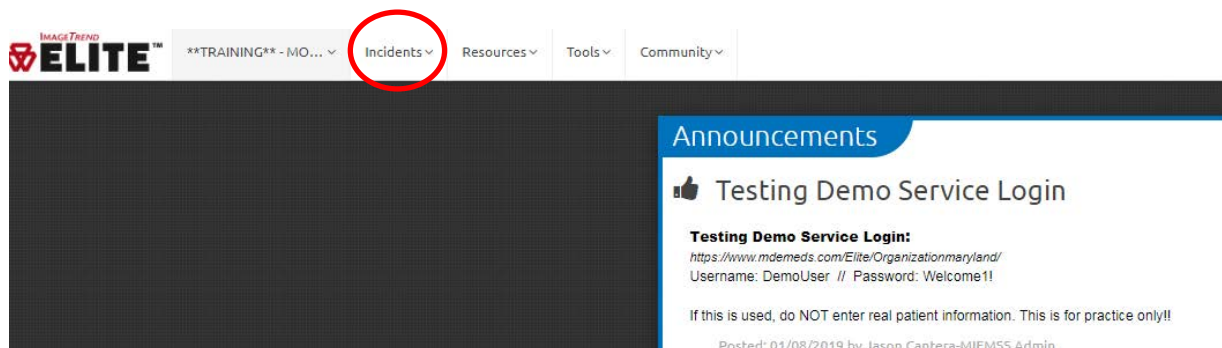 IMAGETREND
ELITE™
**TRAINING** - MO... Incidents Resources Tools Community
Announcements
Testing Demo Service Login
Testing Demo Service Login:
https://www.mdemeds.com/Elite/Organizationmaryland/
Username: DemoUser // Password: Welcome1!
If this is used, do NOT enter real patient information. This is for practice only!!
Posted: 01/08/2019 by Jason Cantera-MIEMSS Admin